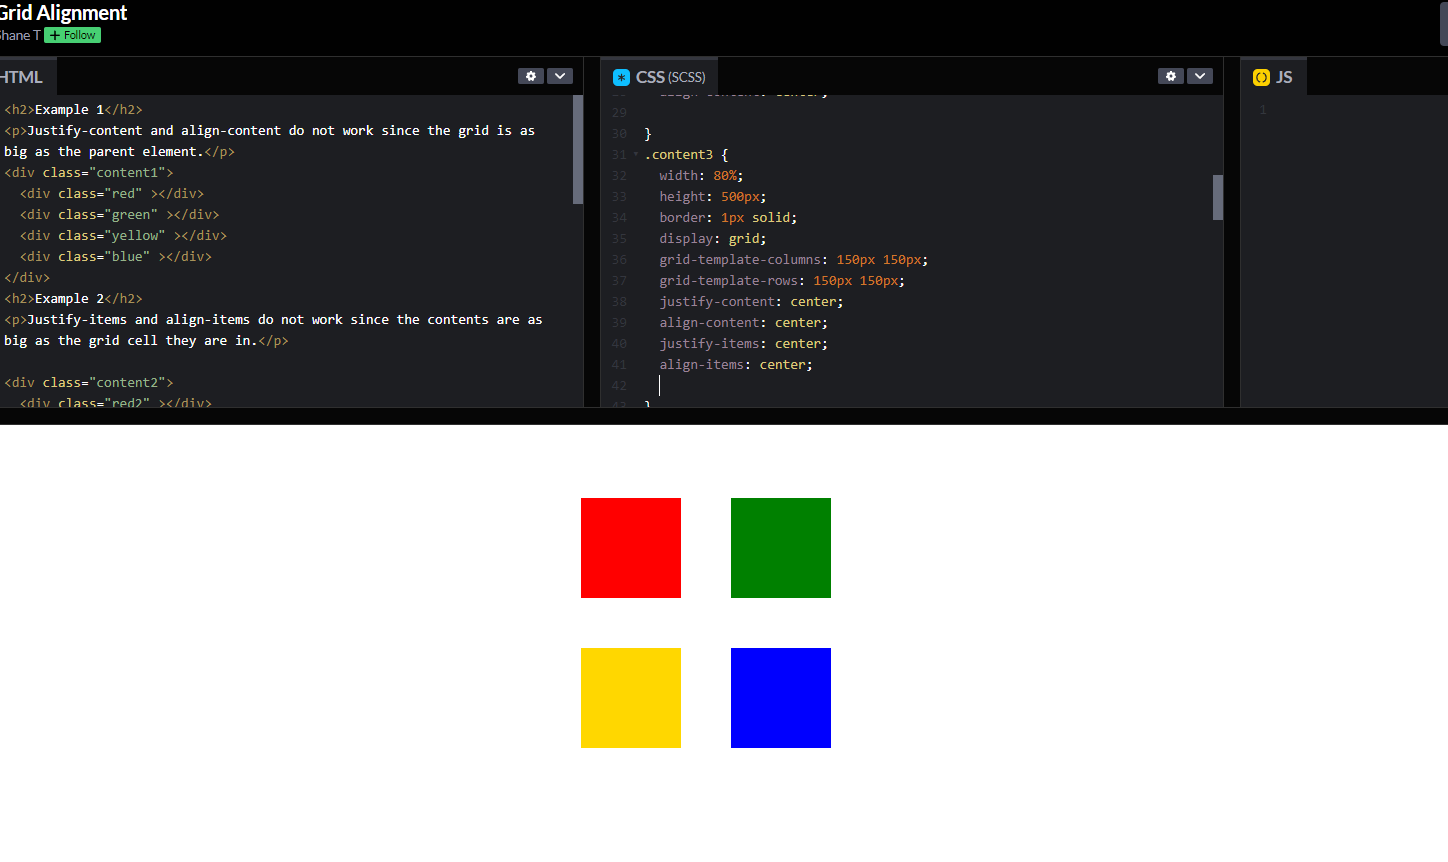 Grid Alignment
Shane T + Follow
HTML
<h2>Example 1</h2>
<p>Justify-content and align-content do not work since the grid is as
big as the parent element.</p>
<div class="content1">
<div class="red" ></div>
<div class="green" ></div>
<div class="yellow" ></div>
<div class="blue" ></div>
</div>
<h2>Example 2</h2>
<p>Justify-items and align-items do not work since the contents are as
big as the grid cell they are in.</p>
<div class="content2">
<div class="red2" ></div>
CSS (SCSS)
29
30 }
31 .content3 {
32 width: 80%;
33 height: 500px;
34 border: 1px solid;
35 display: grid;
36 grid-template-columns: 150px 150px;
37 grid-template-rows: 150px 150px;
38 justify-content: center;
39 align-content: center;
40 justify-items: center;
41 align-items: center;
42
43 }
JS
1